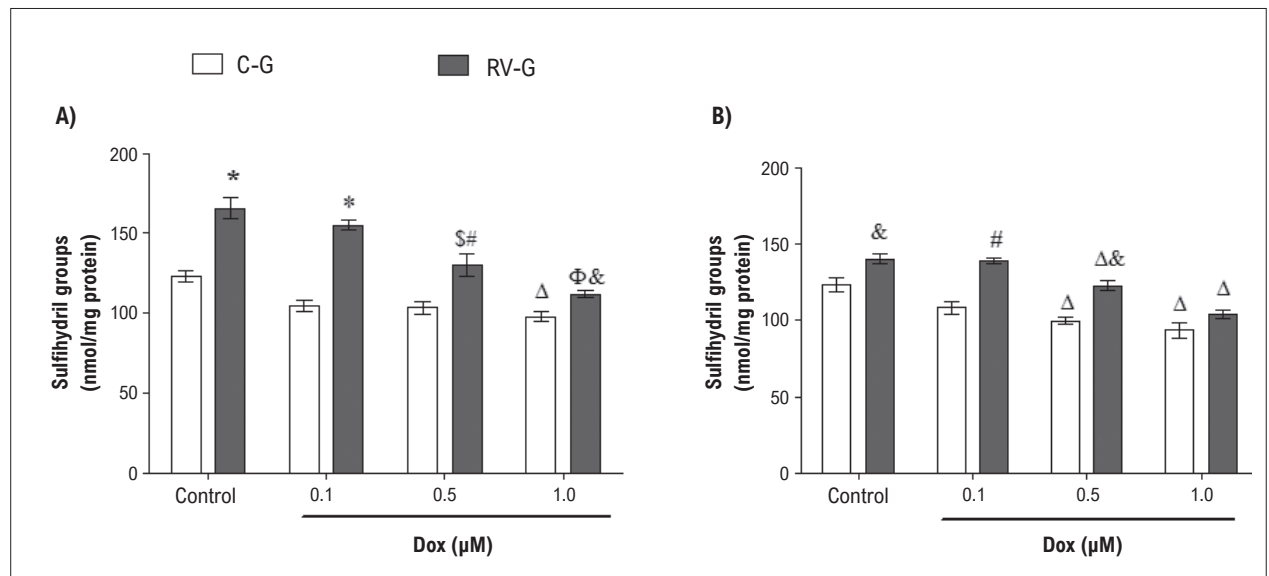 C-G
RV-G
A)
Sulfihydril groups
(nmol/mg protein)
200
150
100
50
0
*
*
$#
Δ
Φ&
Control
0.1
0.5
1.0
Dox (µM)
B)
Sulfihydril groups
(nmol/mg protein)
200
150
100
50
0
&
#
Δ
Δ&
Δ
Δ
Control
0.1
0.5
1.0
Dox (µM)